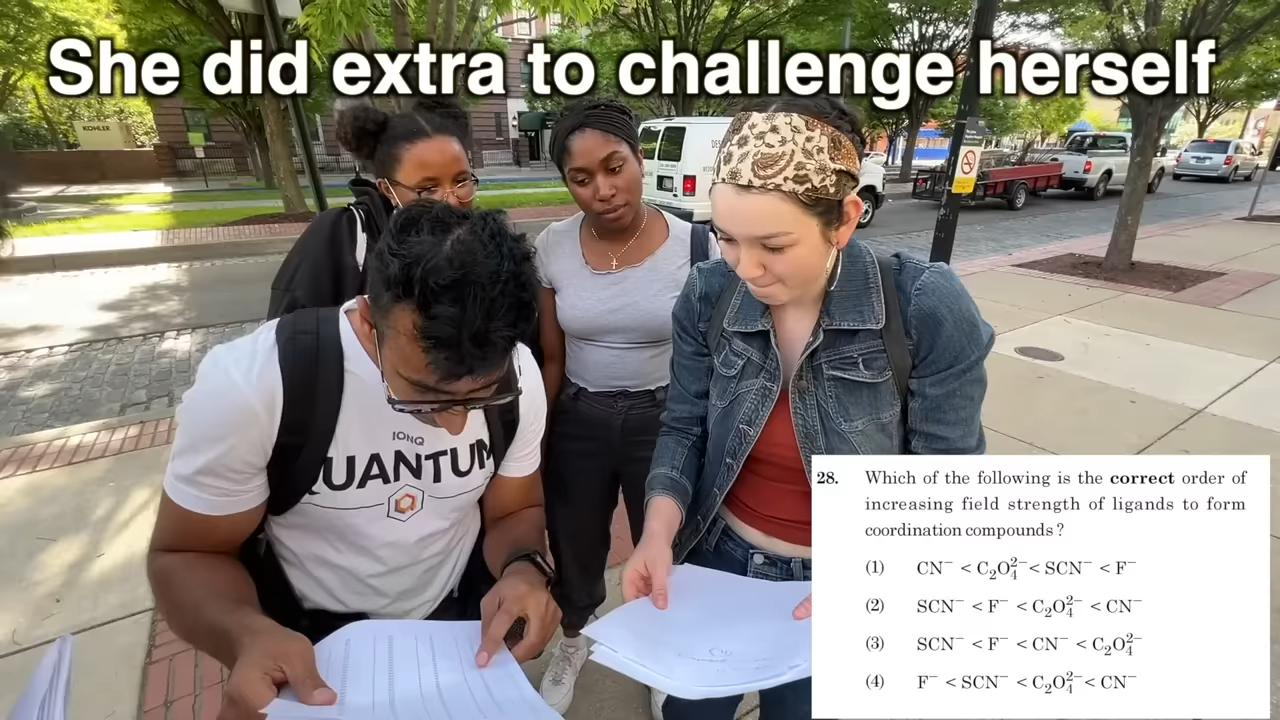 She did extra to challenge herself
KOHLER
IONQ
QUANTUM
28. Which of the following is the correct order of
increasing field strength of ligands to form
coordination compounds ?
(1) CN⁻ < C₂O₄²⁻ < SCN⁻ < F⁻
(2) SCN⁻ < F⁻ < C₂O₄²⁻ < CN⁻
(3) SCN⁻ < F⁻ < CN⁻ < C₂O₄²⁻
(4) F⁻ < SCN⁻ < C₂O₄²⁻ < CN⁻